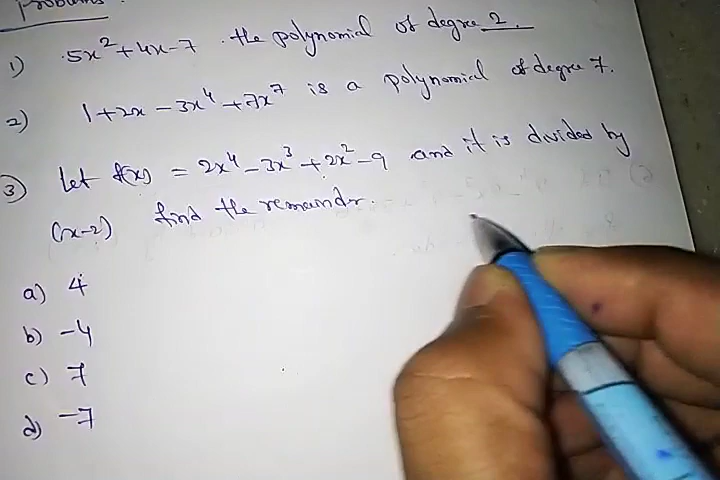 problems.
1) 5x²+4x-7 . the polynomial of degree 2.
2) 1+2x-3x⁴+7x⁷ is a polynomial of degree 7.
3) let f(x) = 2x⁴-3x³+2x²-9 and it is divided by
(x-2) find the remainder.
a) 4
b) -4
c) 7
d) -7